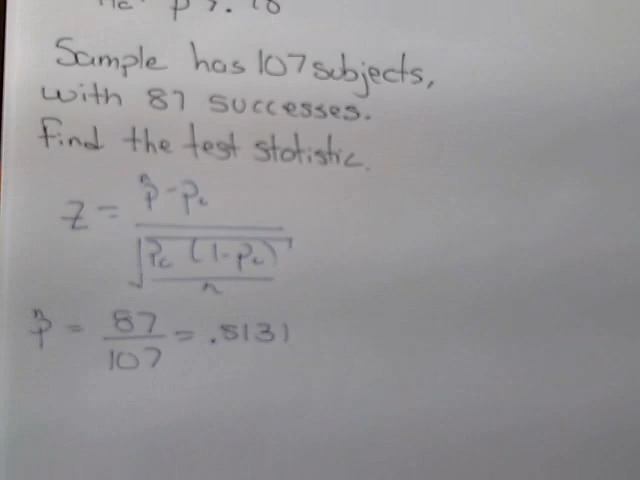 p >.
Sample has 107 subjects,
with 87 successes.
Find the test statistic.
z = p̂ - p₀ / √(p₀ (1-p₀) / n)
p̂ = 87/107 = .8131